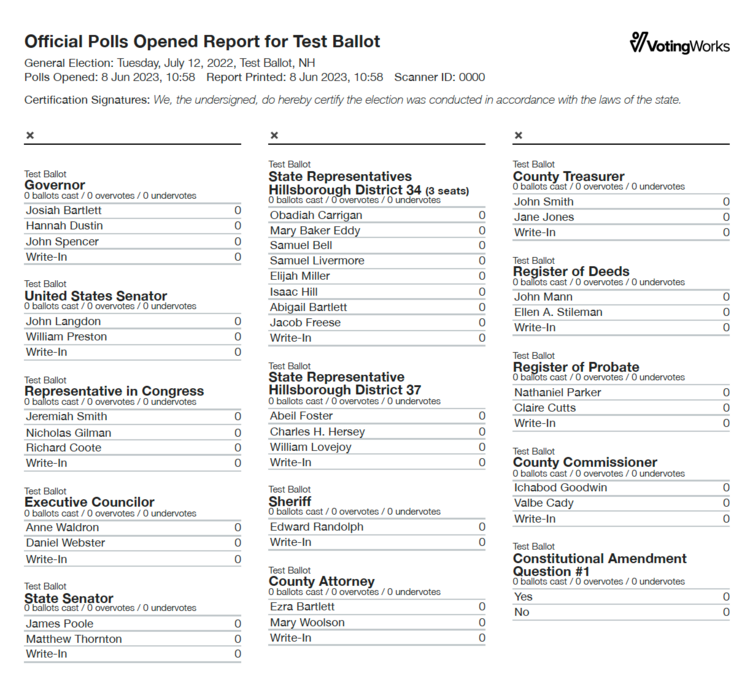 Official Polls Opened Report for Test Ballot
VotingWorks
General Election: Tuesday, July 12, 2022, Test Ballot, NH
Polls Opened: 8 Jun 2023, 10:58 Report Printed: 8 Jun 2023, 10:58 Scanner ID: 0000
Certification Signatures: We, the undersigned, do hereby certify the election was conducted in accordance with the laws of the state.
x
Test Ballot
Governor
0 ballots cast / 0 overvotes / 0 undervotes
Josiah Bartlett 0
Hannah Dustin 0
John Spencer 0
Write-In 0
Test Ballot
United States Senator
0 ballots cast / 0 overvotes / 0 undervotes
John Langdon 0
William Preston 0
Write-In 0
Test Ballot
Representative in Congress
0 ballots cast / 0 overvotes / 0 undervotes
Jeremiah Smith 0
Nicholas Gilman 0
Richard Coote 0
Write-In 0
Test Ballot
Executive Councilor
0 ballots cast / 0 overvotes / 0 undervotes
Anne Waldron 0
Daniel Webster 0
Write-In 0
Test Ballot
State Senator
0 ballots cast / 0 overvotes / 0 undervotes
James Poole 0
Matthew Thornton 0
Write-In 0
x
Test Ballot
State Representatives
Hillsborough District 34 (3 seats)
0 ballots cast / 0 overvotes / 0 undervotes
Obadiah Carrigan 0
Mary Baker Eddy 0
Samuel Bell 0
Samuel Livermore 0
Elijah Miller 0
Isaac Hill 0
Abigail Bartlett 0
Jacob Freese 0
Write-In 0
Test Ballot
State Representative
Hillsborough District 37
0 ballots cast / 0 overvotes / 0 undervotes
Abeil Foster 0
Charles H. Hersey 0
William Lovejoy 0
Write-In 0
Test Ballot
Sheriff
0 ballots cast / 0 overvotes / 0 undervotes
Edward Randolph 0
Write-In 0
Test Ballot
County Attorney
0 ballots cast / 0 overvotes / 0 undervotes
Ezra Bartlett 0
Mary Woolson 0
Write-In 0
x
Test Ballot
County Treasurer
0 ballots cast / 0 overvotes / 0 undervotes
John Smith 0
Jane Jones 0
Write-In 0
Test Ballot
Register of Deeds
0 ballots cast / 0 overvotes / 0 undervotes
John Mann 0
Ellen A. Stileman 0
Write-In 0
Test Ballot
Register of Probate
0 ballots cast / 0 overvotes / 0 undervotes
Nathaniel Parker 0
Claire Cutts 0
Write-In 0
Test Ballot
County Commissioner
0 ballots cast / 0 overvotes / 0 undervotes
Ichabod Goodwin 0
Valbe Cady 0
Write-In 0
Test Ballot
Constitutional Amendment
Question #1
0 ballots cast / 0 overvotes / 0 undervotes
Yes 0
No 0